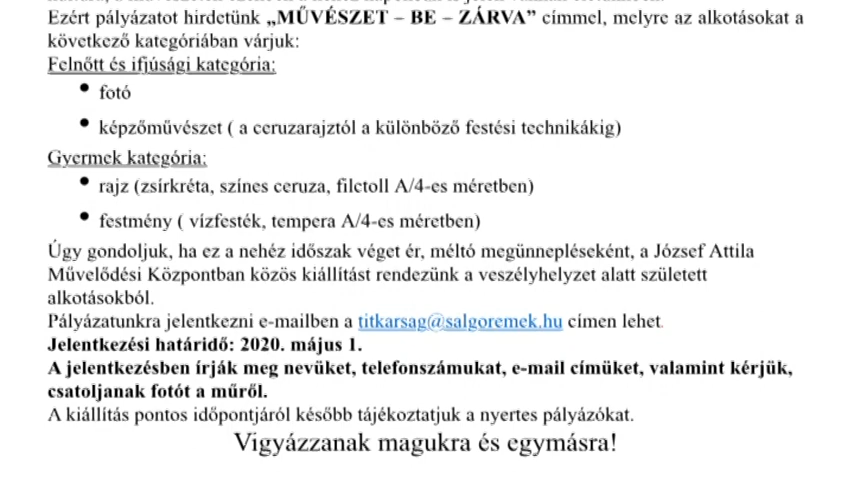 Ezért pályázatot hirdetünk „MŰVÉSZET – BE – ZÁRVA” címmel, melyre az alkotásokat a
következő kategóriában várjuk:
Felnőtt és ifjúsági kategória:
• fotó
• képzőművészet ( a ceruzarajztól a különböző festési technikákig)
Gyermek kategória:
• rajz (zsírkréta, színes ceruza, filctoll A/4-es méretben)
• festmény ( vízfesték, tempera A/4-es méretben)
Úgy gondoljuk, ha ez a nehéz időszak véget ér, méltó megünnepléseként, a József Attila
Művelődési Központban közös kiállítást rendezünk a veszélyhelyzet alatt született
alkotásokból.
Pályázatunkra jelentkezni e-mailben a titkarsag@salgoremek.hu címen lehet.
Jelentkezési határidő: 2020. május 1.
A jelentkezésben írják meg nevüket, telefonszámukat, e-mail címüket, valamint kérjük,
csatoljanak fotót a műről.
A kiállítás pontos időpontjáról később tájékoztatjuk a nyertes pályázókat.
Vigyázzanak magukra és egymásra!